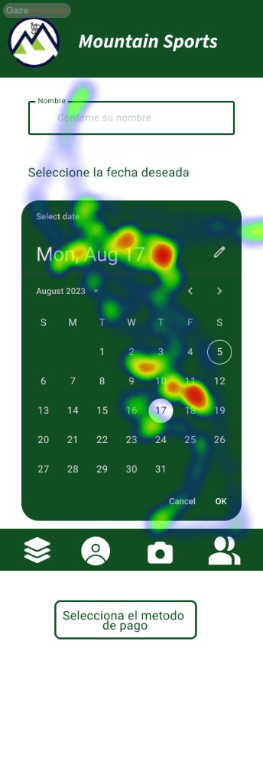 GazeRecorder
Mountain Sports
Nombre
Confirme su nombre
Seleccione la fecha deseada
Select date
Mon, Aug 17
August 2023
S M T W T F S
1 2 3 4 5
6 7 8 9 10 11 12
13 14 15 16 17 18 19
20 21 22 23 24 25 26
27 28 29 30 31
Cancel OK
Selecciona el metodo
de pago